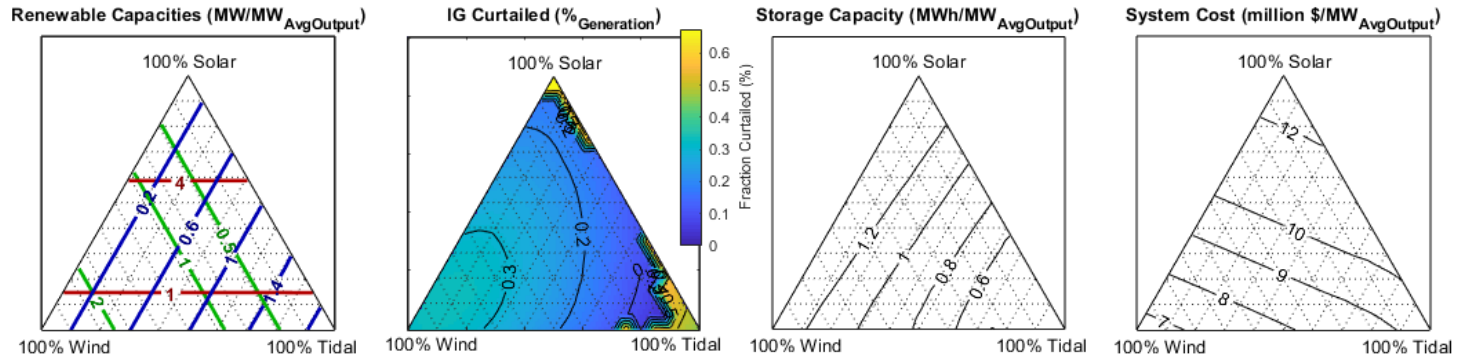 Renewable Capacities (MW/MW_AvgOutput)
100% Solar
4
0.2
0.6
0.5
1
1
2
1
1.4
100% Wind
100% Tidal
IG Curtailed (%_Generation)
100% Solar
0.2
0.3
0
100% Wind
100% Tidal
0.6
0.5
0.4
0.3
0.2
0.1
0
Fraction Curtailed (%)
Storage Capacity (MWh/MW_AvgOutput)
100% Solar
1.2
1
0.8
0.6
100% Wind
100% Tidal
System Cost (million $/MW_AvgOutput)
100% Solar
12
10
9
8
7
100% Wind
100% Tidal